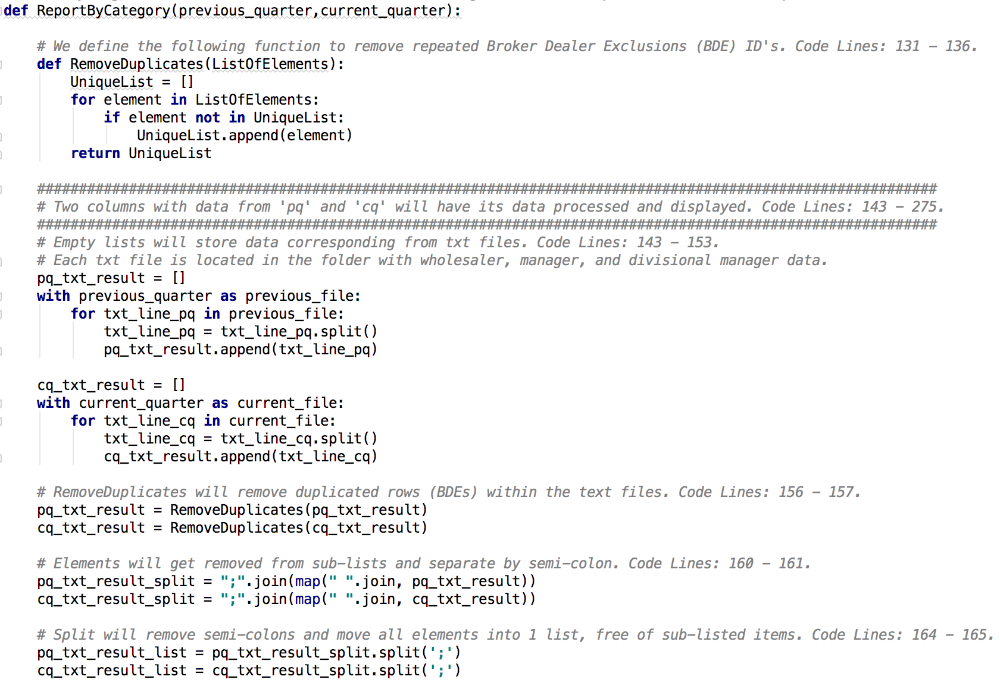 def ReportByCategory(previous_quarter,current_quarter):
# We define the following function to remove repeated Broker Dealer Exclusions (BDE) ID's. Code Lines: 131 – 136.
def RemoveDuplicates(ListOfElements):
UniqueList = []
for element in ListOfElements:
if element not in UniqueList:
UniqueList.append(element)
return UniqueList
############################################################################################################
# Two columns with data from 'pq' and 'cq' will have its data processed and displayed. Code Lines: 143 – 275.
############################################################################################################
# Empty lists will store data corresponding from txt files. Code Lines: 143 – 153.
# Each txt file is located in the folder with wholesaler, manager, and divisional manager data.
pq_txt_result = []
with previous_quarter as previous_file:
for txt_line_pq in previous_file:
txt_line_pq = txt_line_pq.split()
pq_txt_result.append(txt_line_pq)
cq_txt_result = []
with current_quarter as current_file:
for txt_line_cq in current_file:
txt_line_cq = txt_line_cq.split()
cq_txt_result.append(txt_line_cq)
# RemoveDuplicates will remove duplicated rows (BDEs) within the text files. Code Lines: 156 – 157.
pq_txt_result = RemoveDuplicates(pq_txt_result)
cq_txt_result = RemoveDuplicates(cq_txt_result)
# Elements will get removed from sub-lists and separate by semi-colon. Code Lines: 160 – 161.
pq_txt_result_split = ";".join(map(" ".join, pq_txt_result))
cq_txt_result_split = ";".join(map(" ".join, cq_txt_result))
# Split will remove semi-colons and move all elements into 1 list, free of sub-listed items. Code Lines: 164 – 165.
pq_txt_result_list = pq_txt_result_split.split(';')
cq_txt_result_list = cq_txt_result_split.split(';')